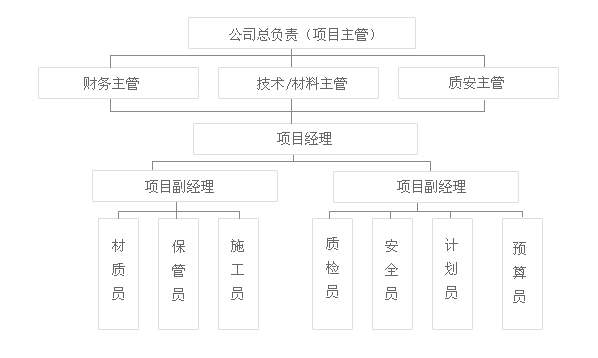 公司总负责（项目主管）
财务主管
技术/材料主管
质安主管
项目经理
项目副经理
项目副经理
材质员
保管员
施工员
质检员
安全员
计划员
预算员